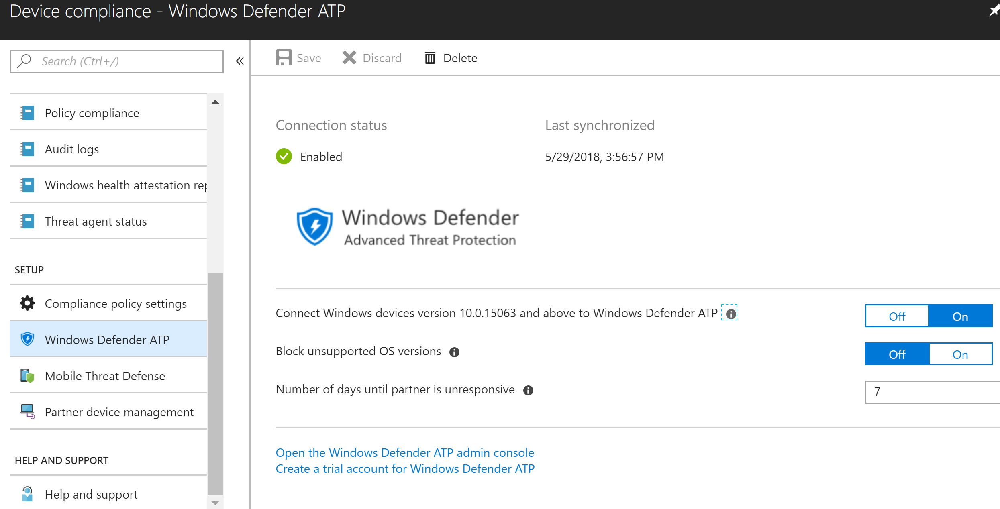 Device compliance - Windows Defender ATP
Search (Ctrl+/)
Policy compliance
Audit logs
Windows health attestation rep
Threat agent status
SETUP
Compliance policy settings
Windows Defender ATP
Mobile Threat Defense
Partner device management
HELP AND SUPPORT
Help and support
Save Discard Delete
Connection status Last synchronized
Enabled 5/29/2018, 3:56:57 PM
Windows Defender
Advanced Threat Protection
Connect Windows devices version 10.0.15063 and above to Windows Defender ATP Off On
Block unsupported OS versions Off On
Number of days until partner is unresponsive 7
Open the Windows Defender ATP admin console
Create a trial account for Windows Defender ATP